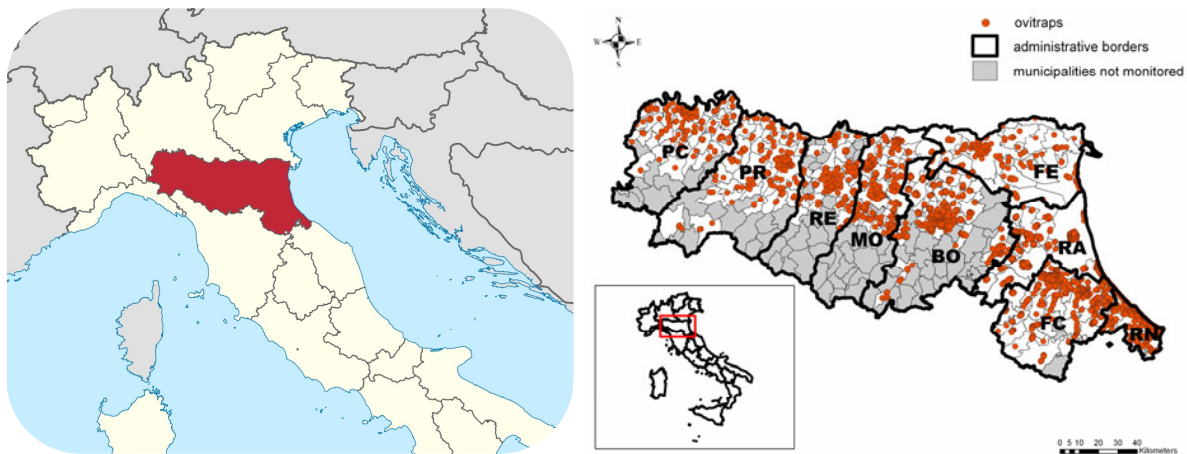 N
W E
S
ovitraps
administrative borders
municipalities not monitored
PC
PR
RE
MO
BO
FE
RA
FC
RN
0 5 10 20 30 40
Kilometers